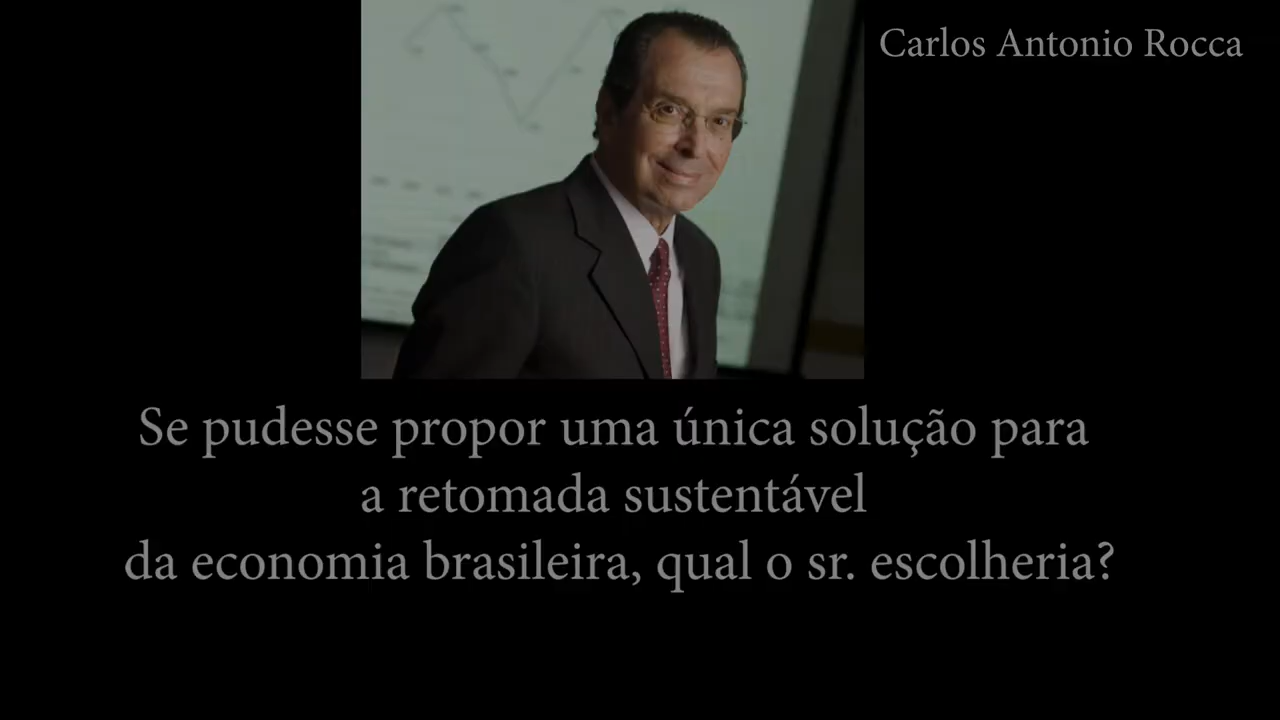 Carlos Antonio Rocca
Se pudesse propor uma única solução para
a retomada sustentável
da economia brasileira, qual o sr. escolheria?